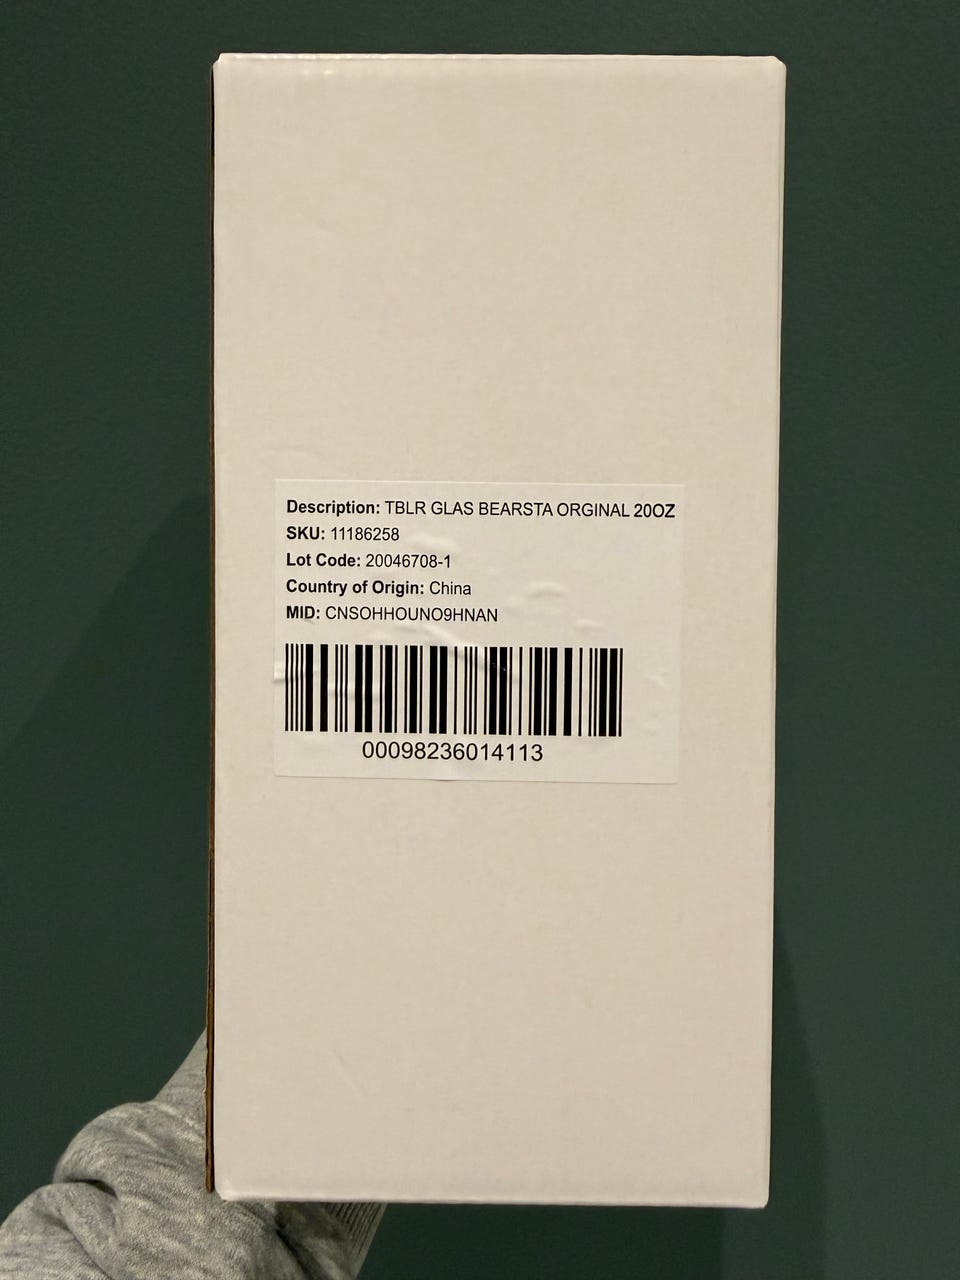 Description: TBLR GLAS BEARSTA ORGINAL 20OZ
SKU: 11186258
Lot Code: 20046708-1
Country of Origin: China
MID: CNSOHHOUNO9HNAN
00098236014113